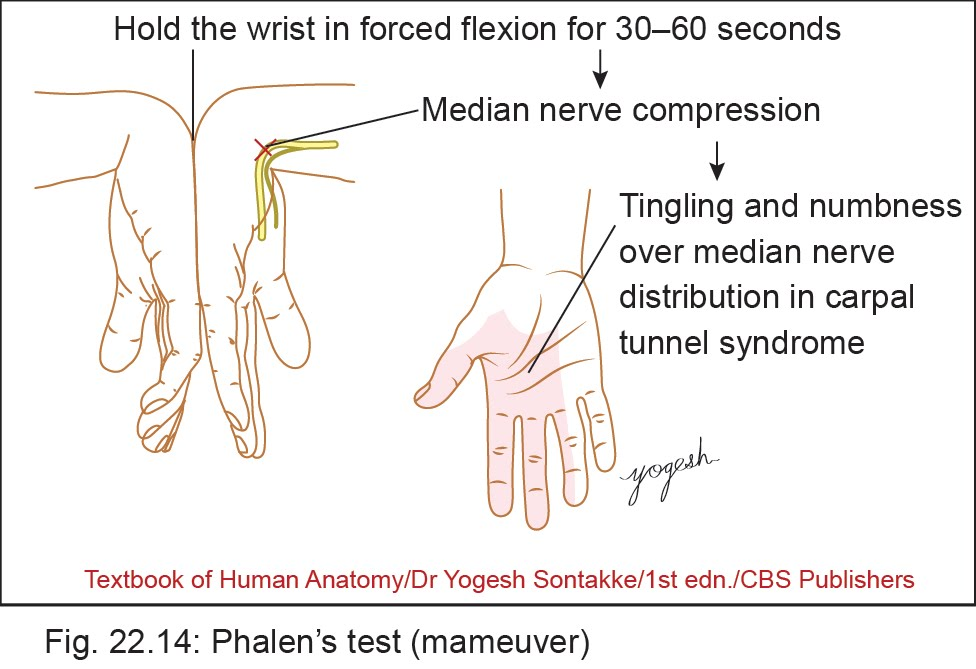 Hold the wrist in forced flexion for 30–60 seconds
Median nerve compression
Tingling and numbness
over median nerve
distribution in carpal
tunnel syndrome
yogesh
Textbook of Human Anatomy/Dr Yogesh Sontakke/1st edn./CBS Publishers
Fig. 22.14: Phalen’s test (mameuver)